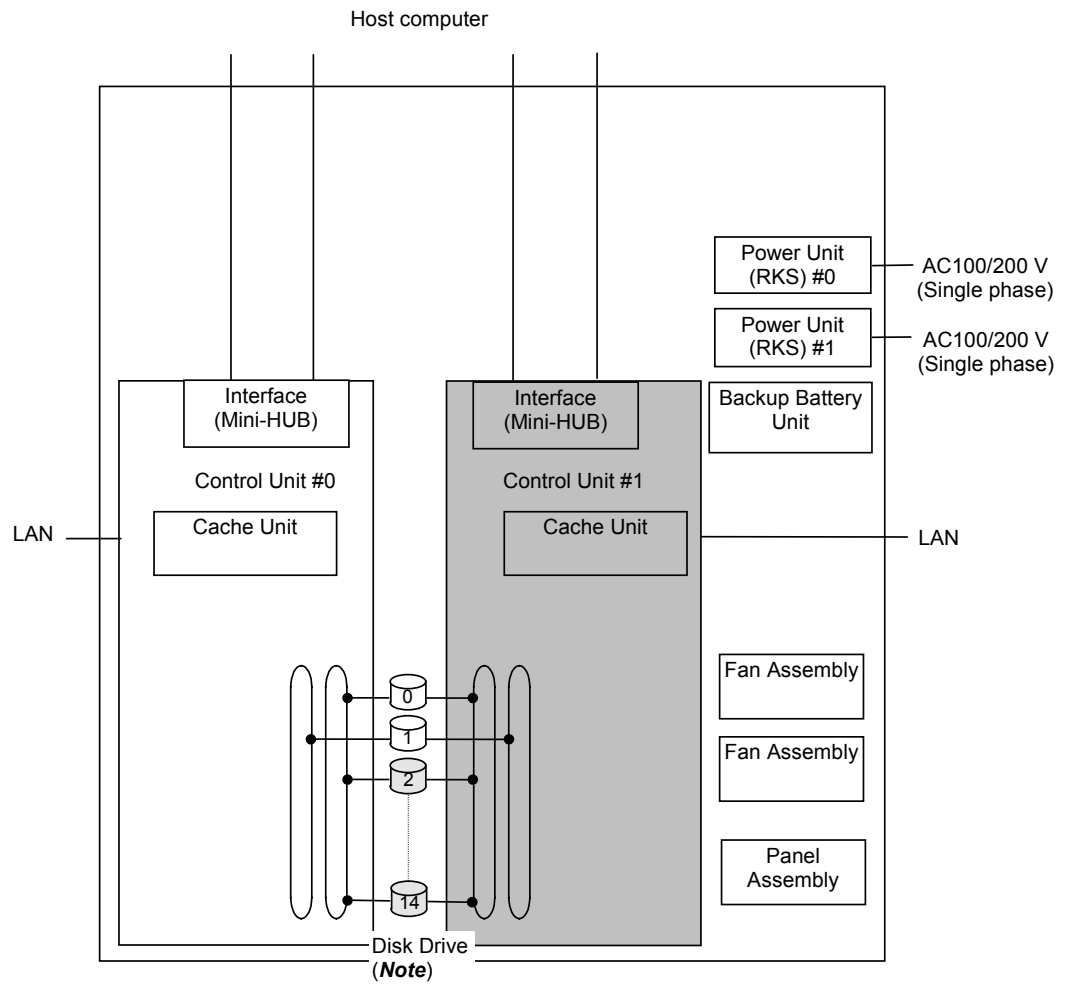 Host computer
Power Unit
(RKS) #0
AC100/200 V
(Single phase)
Power Unit
(RKS) #1
AC100/200 V
(Single phase)
Interface
(Mini-HUB)
Interface
(Mini-HUB)
Backup Battery
Unit
Control Unit #0
Control Unit #1
LAN
Cache Unit
Cache Unit
LAN
0
1
2
14
Fan Assembly
Fan Assembly
Panel
Assembly
Disk Drive
(Note)